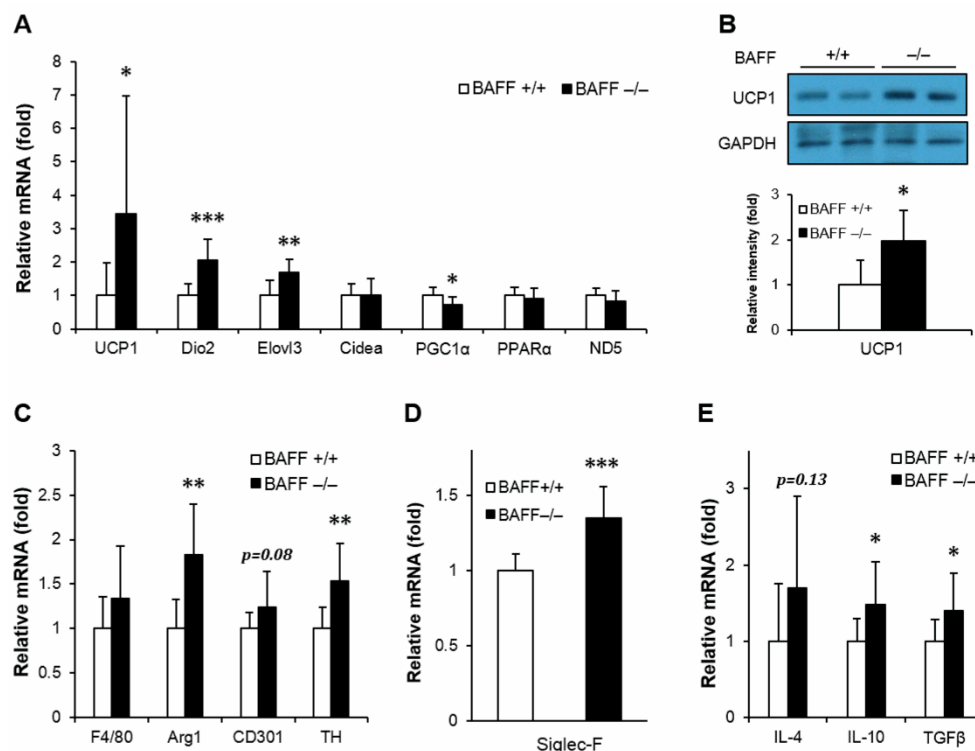 A
Relative mRNA (fold)
8
7
6
5
4
3
2
1
0
BAFF +/+ BAFF –/–
*
***
**
*
UCP1 Dio2 Elovl3 Cidea PGC1α PPARα ND5
B
BAFF +/+ –/–
UCP1
GAPDH
Relative intensity (fold)
3
2
1
0
BAFF +/+
BAFF –/–
*
UCP1
C
Relative mRNA (fold)
3
2.5
2
1.5
1
0.5
0
BAFF +/+
BAFF –/–
**
p=0.08
**
F4/80 Arg1 CD301 TH
D
Relative mRNA (fold)
1.5
1
0.5
0
BAFF+/+
BAFF–/–
***
Siglec-F
E
Relative mRNA (fold)
3
2
1
0
BAFF +/+
BAFF –/–
p=0.13
*
*
IL-4 IL-10 TGFβ